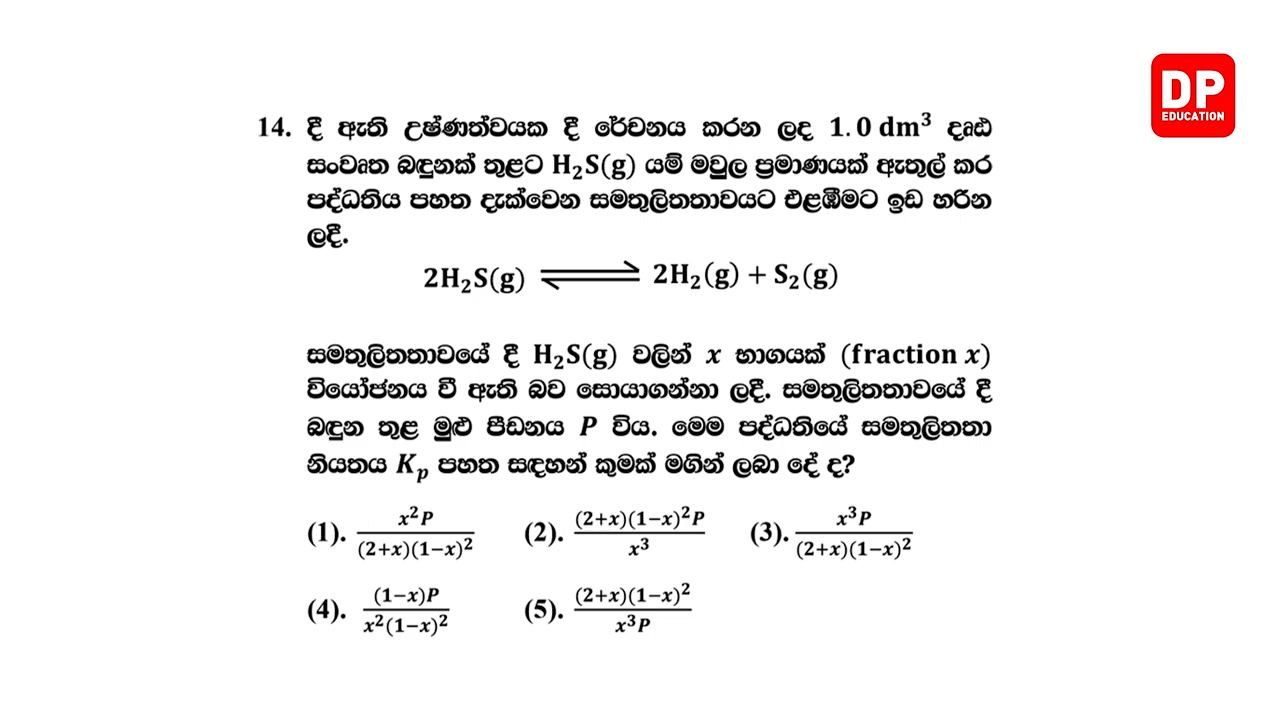 DP
EDUCATION
14. දී ඇති උෂ්ණත්වයක දී රේචනය කරන ලද 1.0 dm³ දෘඪ
සංවෘත බඳුනක් තුළට H₂S(g) යම් මවුල ප්‍රමාණයක් ඇතුල් කර
පද්ධතිය පහත දැක්වෙන සමතුලිතතාවයට එළඹීමට ඉඩ හරින
ලදී.
2H₂S(g) ⇌ 2H₂(g) + S₂(g)
සමතුලිතතාවයේ දී H₂S(g) වලින් x භාගයක් (fraction x)
වියෝජනය වී ඇති බව සොයාගන්නා ලදී. සමතුලිතතාවයේ දී
බඳුන තුළ මුළු පීඩනය P විය. මෙම පද්ධතියේ සමතුලිතතා
නියතය Kₚ පහත සඳහන් කුමක් මගින් ලබා දේ ද?
(1). x²P/(2+x)(1−x)² (2). (2+x)(1−x)²P/x³ (3). x³P/(2+x)(1−x)²
(4). (1−x)P/x²(1−x)² (5). (2+x)(1−x)²/x³P